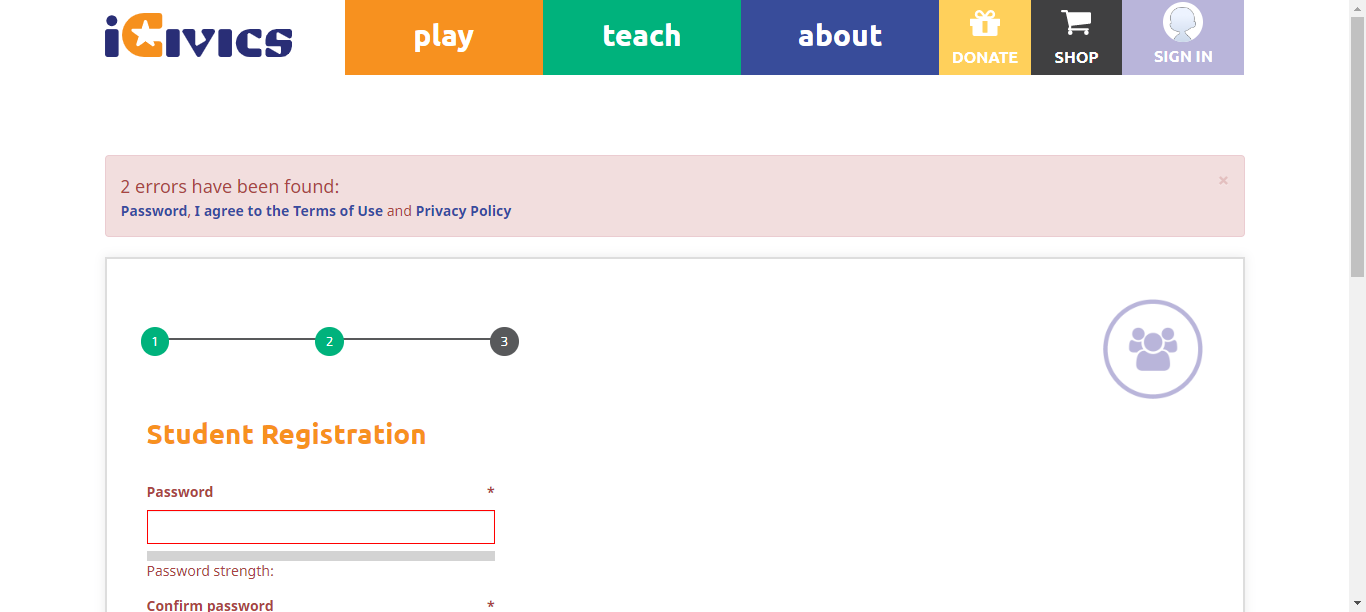 iCivics
play
teach
about
DONATE
SHOP
SIGN IN
2 errors have been found:
×
Password, I agree to the Terms of Use and Privacy Policy
1
2
3
Student Registration
Password *
Password strength:
Confirm password *